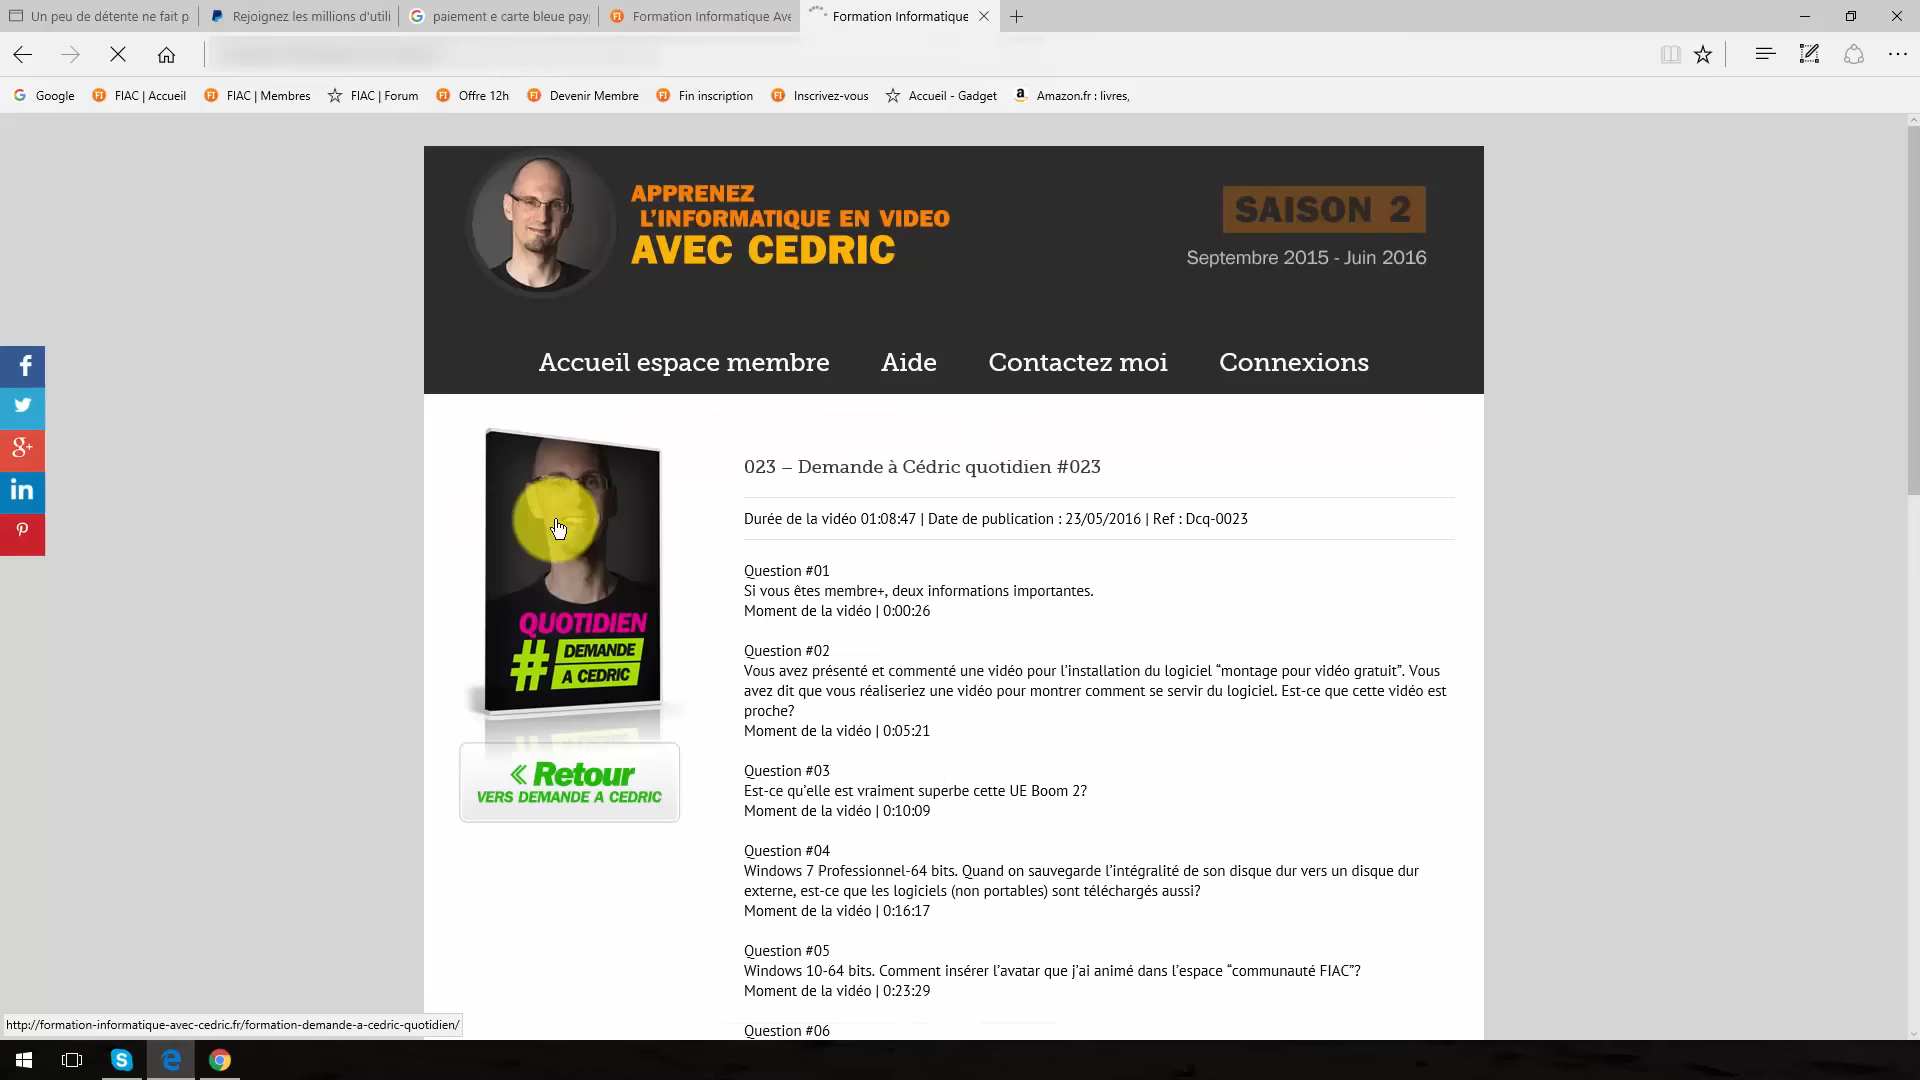 Un peu de détente ne fait p
Rejoignez les millions d'utili
paiement e carte bleue payp
Formation Informatique Ave
Formation Informatique
Google
FIAC | Accueil
FIAC | Membres
FIAC | Forum
Offre 12h
Devenir Membre
Fin inscription
Inscrivez-vous
Accueil - Gadget
Amazon.fr : livres,
APPRENEZ
L'INFORMATIQUE EN VIDEO
AVEC CEDRIC
SAISON 2
Septembre 2015 - Juin 2016
Accueil espace membre
Aide
Contactez moi
Connexions
QUOTIDIEN
# DEMANDE
A CEDRIC
« Retour
VERS DEMANDE A CEDRIC
023 – Demande à Cédric quotidien #023
Durée de la vidéo 01:08:47 | Date de publication : 23/05/2016 | Ref : Dcq-0023
Question #01
Si vous êtes membre+, deux informations importantes.
Moment de la vidéo | 0:00:26
Question #02
Vous avez présenté et commenté une vidéo pour l'installation du logiciel “montage pour vidéo gratuit”. Vous
avez dit que vous réaliseriez une vidéo pour montrer comment se servir du logiciel. Est-ce que cette vidéo est
proche?
Moment de la vidéo | 0:05:21
Question #03
Est-ce qu'elle est vraiment superbe cette UE Boom 2?
Moment de la vidéo | 0:10:09
Question #04
Windows 7 Professionnel-64 bits. Quand on sauvegarde l'intégralité de son disque dur vers un disque dur
externe, est-ce que les logiciels (non portables) sont téléchargés aussi?
Moment de la vidéo | 0:16:17
Question #05
Windows 10-64 bits. Comment insérer l'avatar que j'ai animé dans l'espace “communauté FIAC”?
Moment de la vidéo | 0:23:29
Question #06
http://formation-informatique-avec-cedric.fr/formation-demande-a-cedric-quotidien/